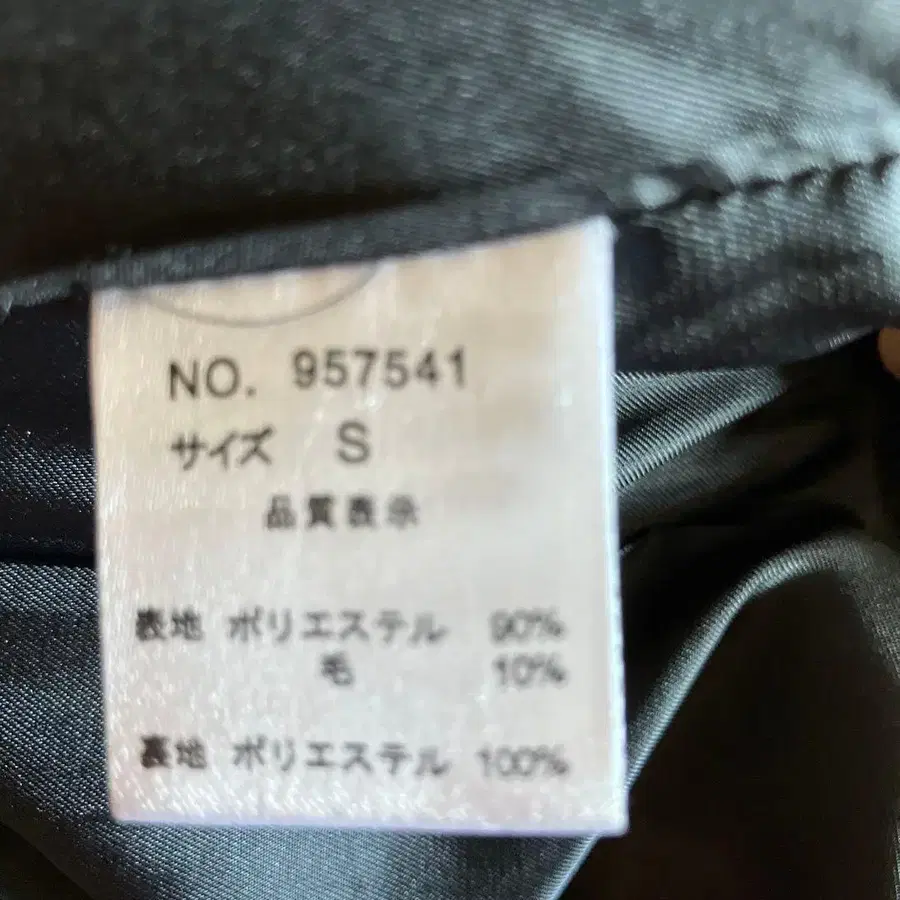 NO. 957541
サイズ S
品質表示
表地 ポリエステル 90%
毛 10%
裏地 ポリエステル 100%